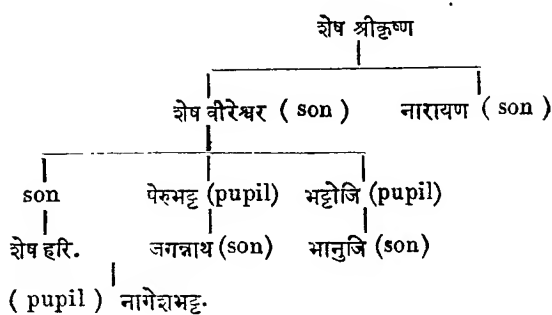 शेष श्रीकृष्ण
शेष वीरेश्वर ( son ) नारायण ( son )
son पेरुभट्ट (pupil) भट्टोजि (pupil)
शेष हरि. जगन्नाथ (son) भानुजि (son)
( pupil ) नागेशभट्ट.